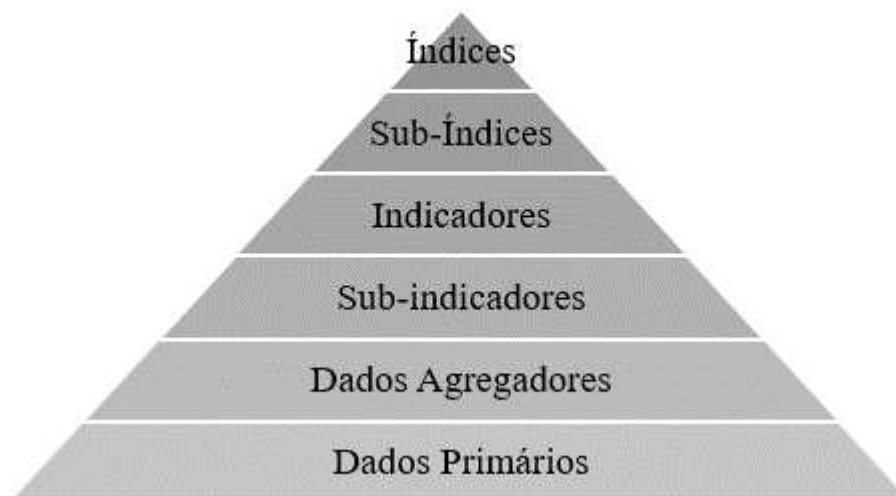 Índices
Sub-Índices
Indicadores
Sub-indicadores
Dados Agregadores
Dados Primários